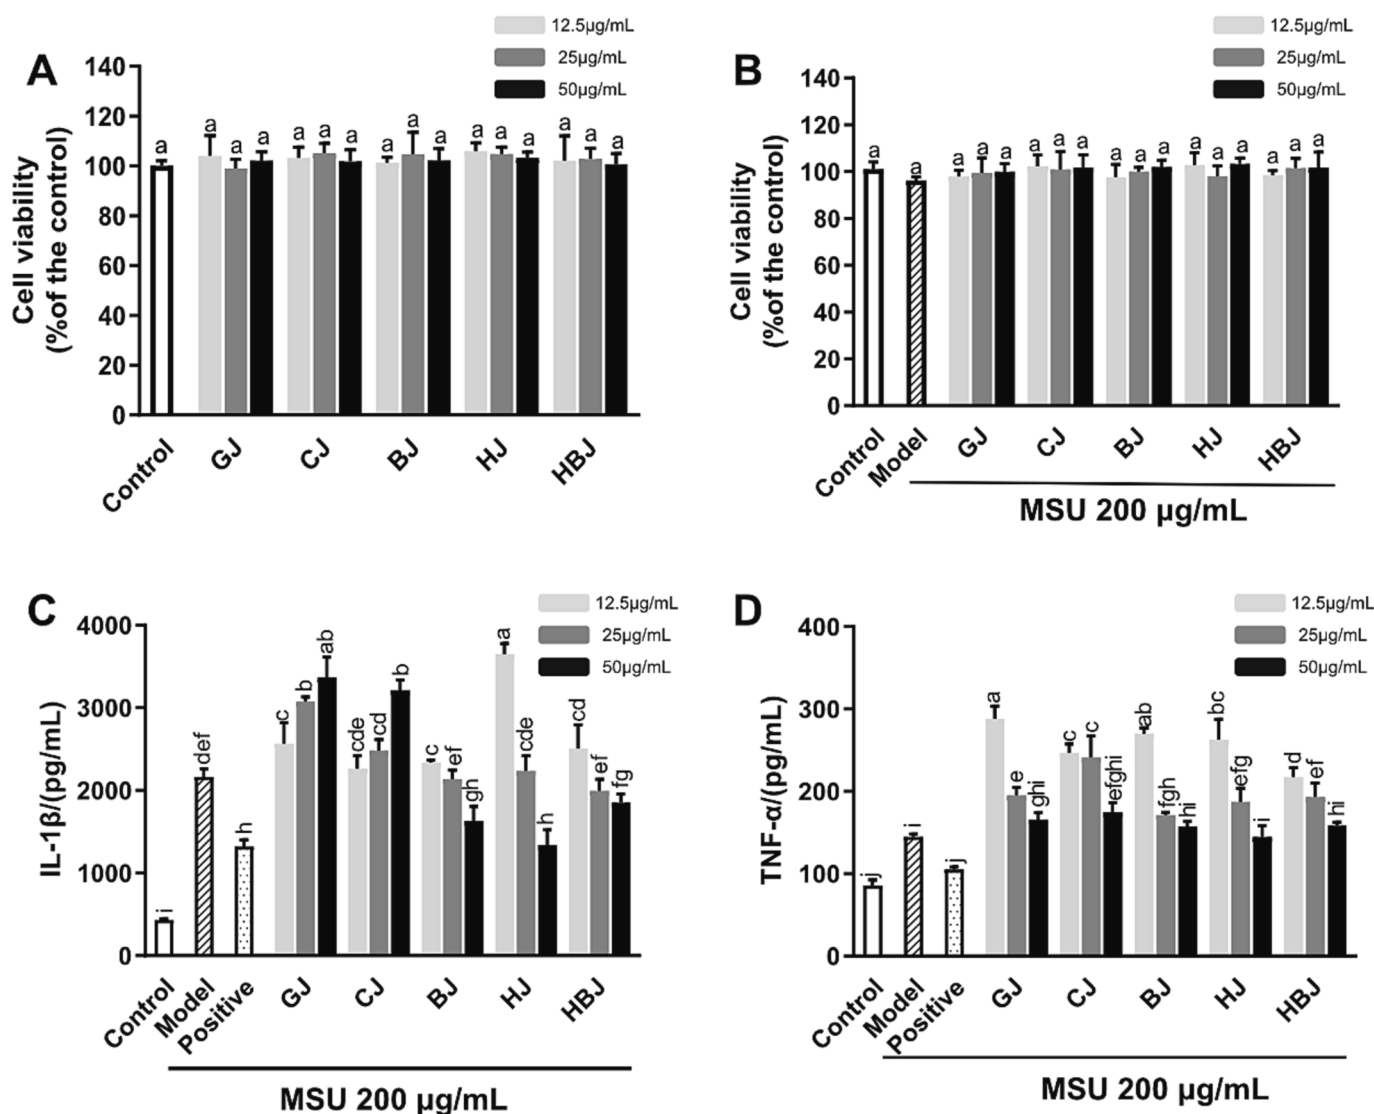 A
12.5µg/mL
25µg/mL
50µg/mL
Cell viability
(%of the control)
140
120
100
80
60
40
20
0
a
a a a
a a a
a a a
a a a
a a a
Control
GJ
CJ
BJ
HJ
HBJ
B
12.5µg/mL
25µg/mL
50µg/mL
Cell viability
(%of the control)
140
120
100
80
60
40
20
0
a
a
a a a
a a a
a a a
a a a
a a a
Control
Model
GJ
CJ
BJ
HJ
HBJ
MSU 200 µg/mL
C
12.5µg/mL
25µg/mL
50µg/mL
IL-1β/(pg/mL)
4000
3000
2000
1000
0
i
def
h
c b ab
cde cd b
c ef gh
a cde h
cd ef fg
Control
Model
Positive
GJ
CJ
BJ
HJ
HBJ
MSU 200 µg/mL
D
12.5µg/mL
25µg/mL
50µg/mL
TNF-α/(pg/mL)
400
300
200
100
0
a e ghi
c c efghi
ab fgh hi
bc efg
d ef hi
Control
Model
Positive
GJ
CJ
BJ
HJ
HBJ
MSU 200 µg/mL